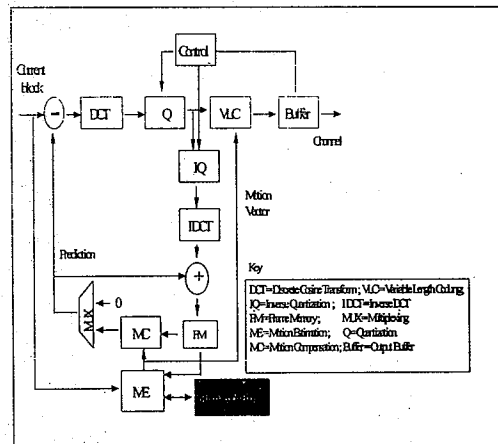 Control
Current
block
DCT
Q
VLC
Buffer
Channel
IQ
IDCT
Motion
Vector
Prediction
0
MUX
MC
FM
ME
Key
DCT=Discrete Cosine Transform; VLC=Variable Length Coding;
IQ=Inverse Quantization; IDCT=Inverse DCT
FM=Frame Memory; MUX=Multiplexing
ME=Motion Estimation; Q=Quantization
MC=Motion Compensation; Buffer=Output Buffer